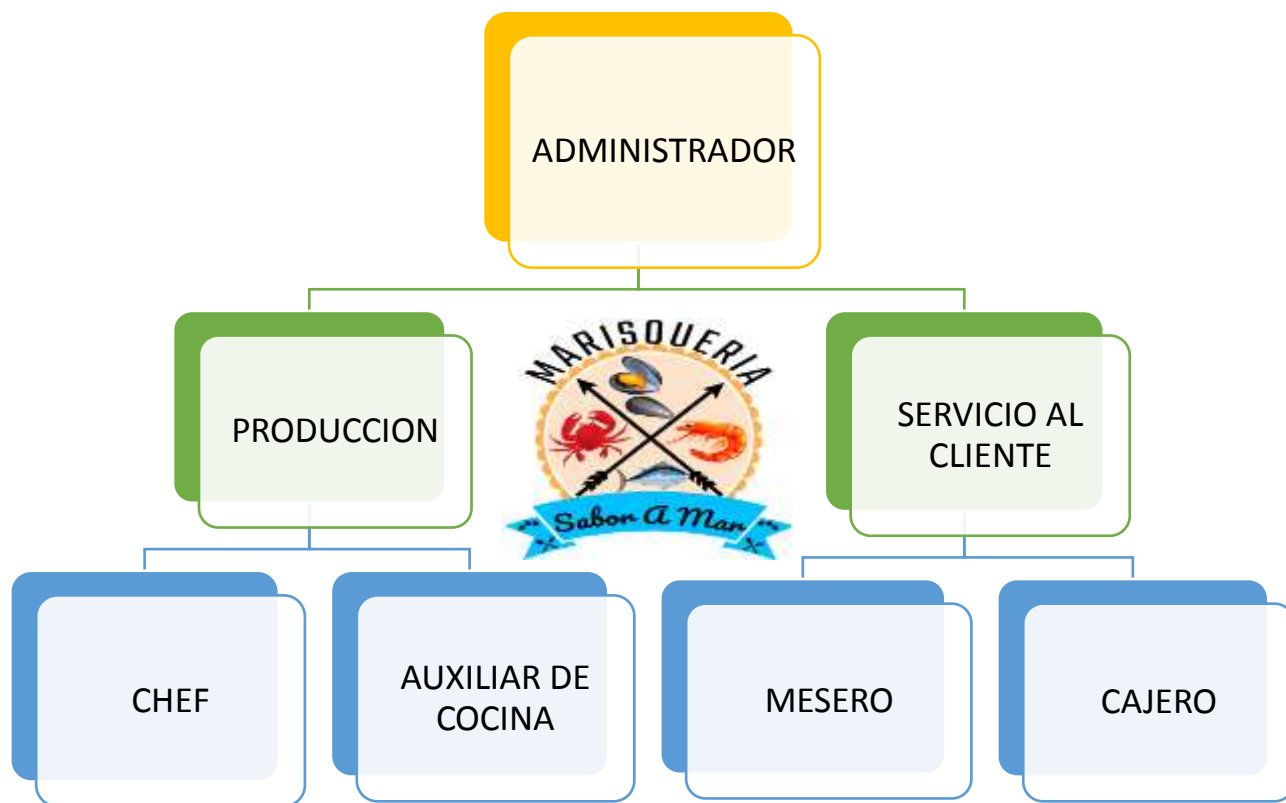 ADMINISTRADOR
MARISQUERIA
PRODUCCION
SERVICIO AL
CLIENTE
Sabor A Mar
CHEF
AUXILIAR DE
COCINA
MESERO
CAJERO